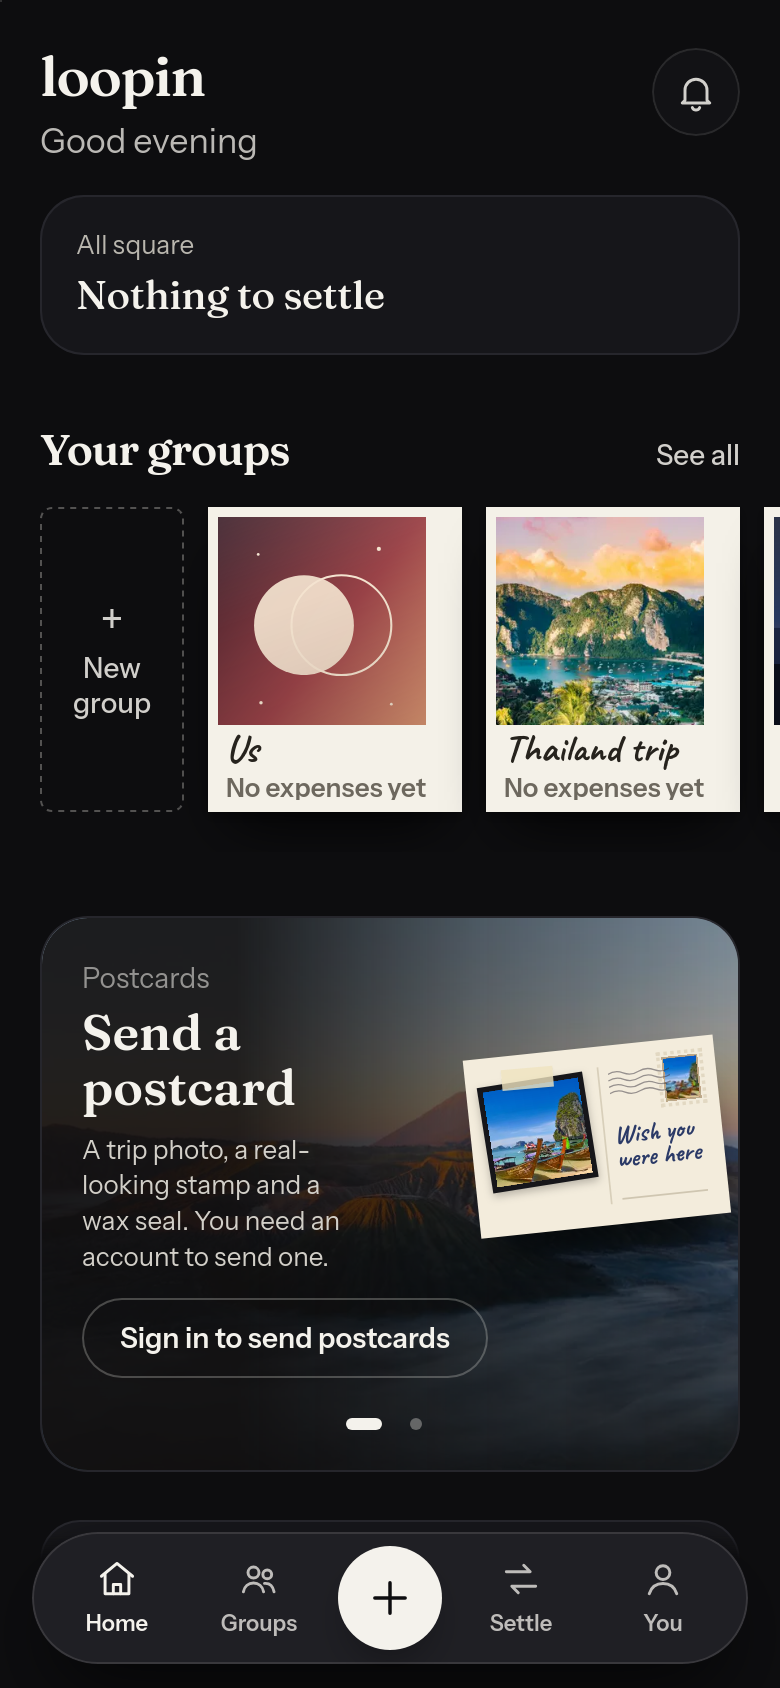 loopin
Good evening
All square
Nothing to settle
Your groups
See all
+
New
group
Us
No expenses yet
Thailand trip
No expenses yet
Postcards
Send a
postcard
A trip photo, a real-
looking stamp and a
wax seal. You need an
account to send one.
Wish you
were here
Sign in to send postcards
Home
Groups
Settle
You